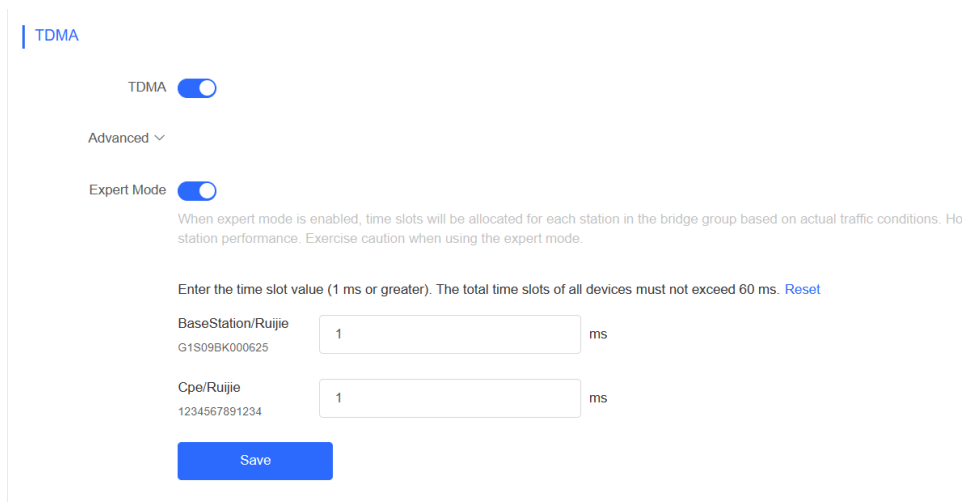 TDMA
TDMA
Advanced
Expert Mode
When expert mode is enabled, time slots will be allocated for each station in the bridge group based on actual traffic conditions. Ho
station performance. Exercise caution when using the expert mode.
Enter the time slot value (1 ms or greater). The total time slots of all devices must not exceed 60 ms. Reset
BaseStation/Ruijie
G1S09BK000625
1 ms
Cpe/Ruijie
1234567891234
1 ms
Save